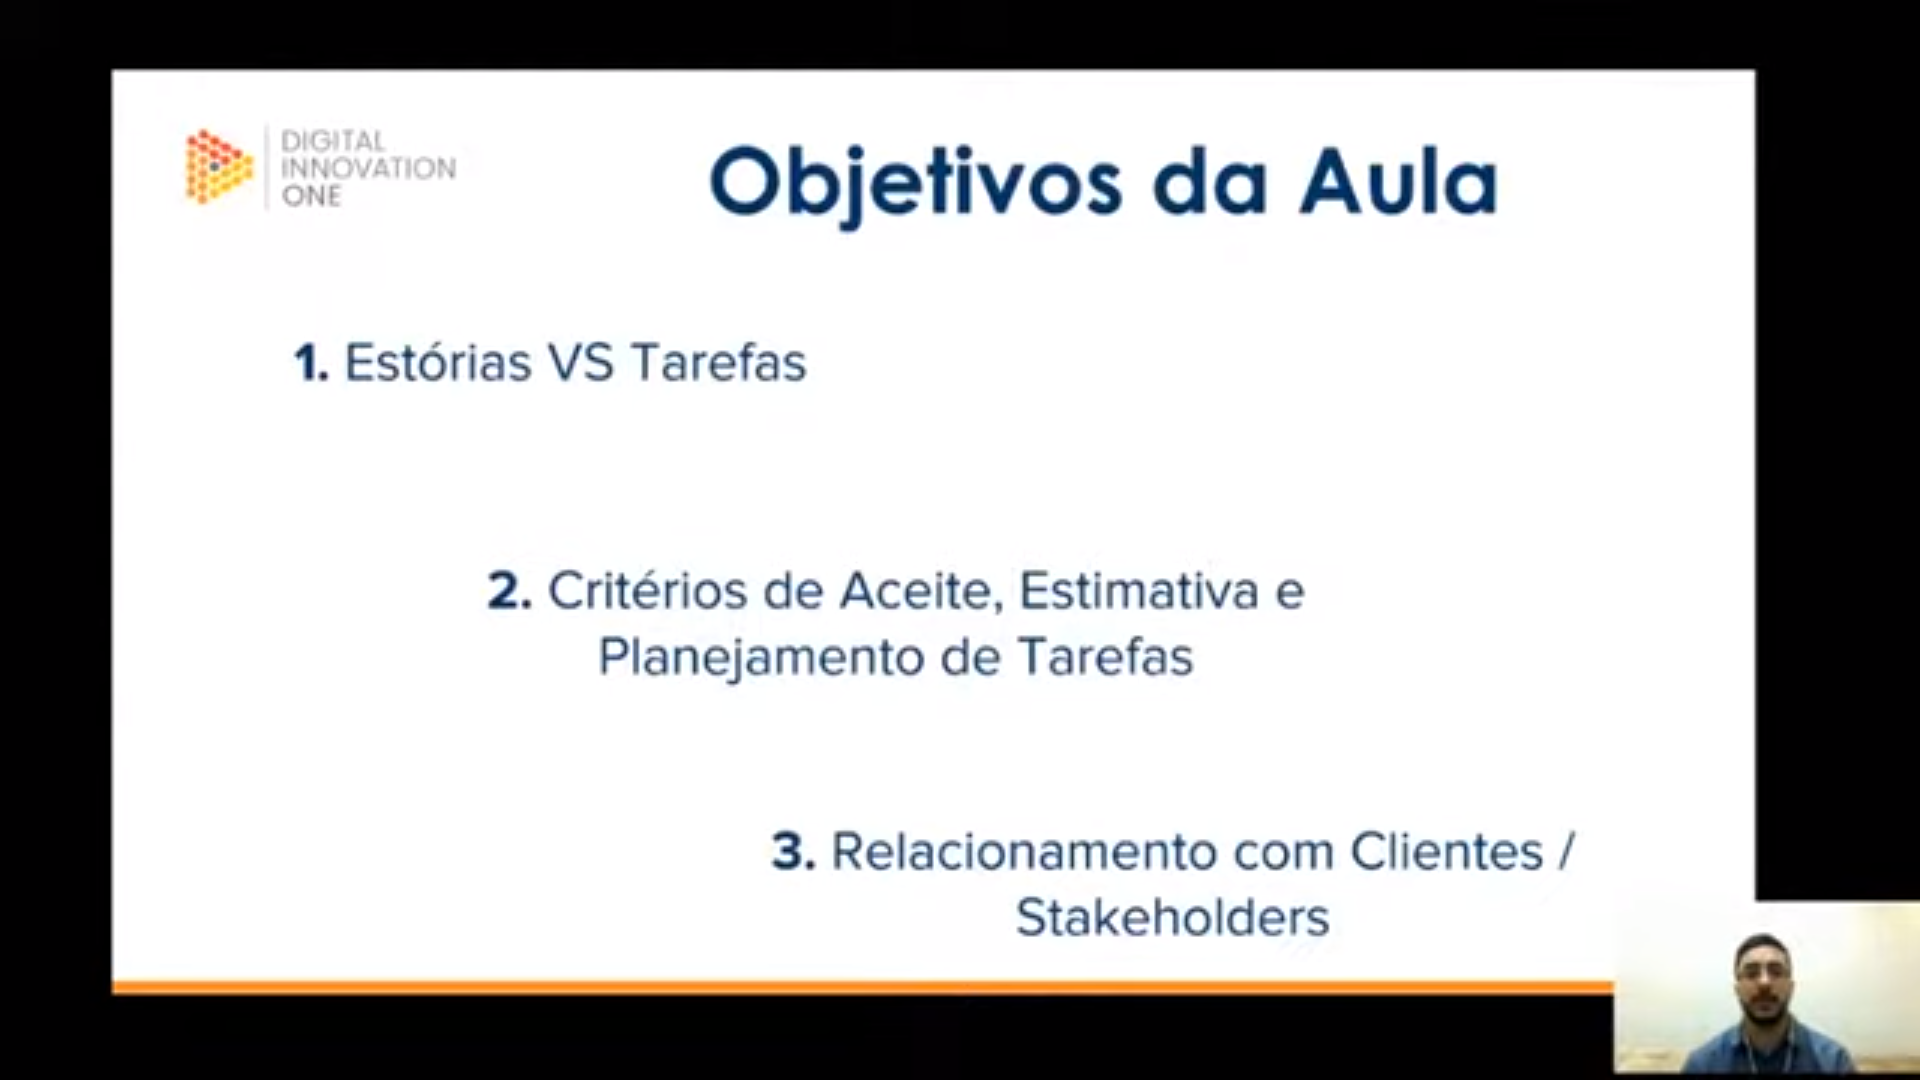 DIGITAL
INNOVATION
ONE
Objetivos da Aula
1. Estórias VS Tarefas
2. Critérios de Aceite, Estimativa e
Planejamento de Tarefas
3. Relacionamento com Clientes /
Stakeholders